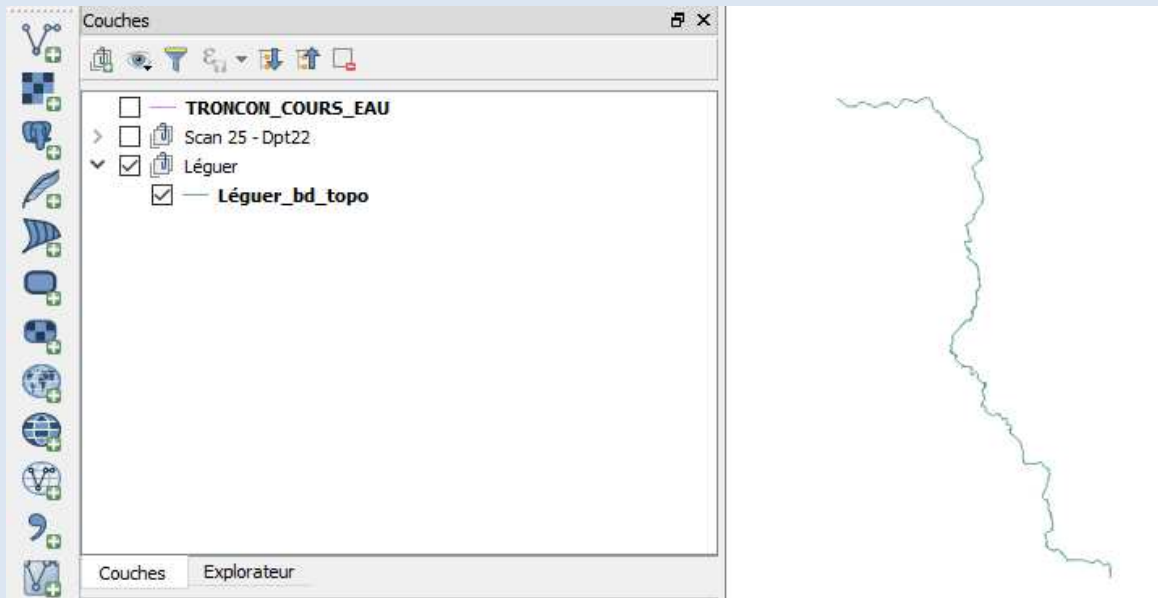 Couches
TRONCON_COURS_EAU
Scan 25 - Dpt22
Léguer
Léguer_bd_topo
Couches
Explorateur